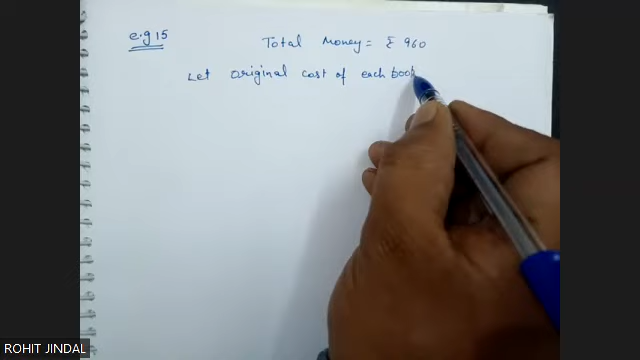 e.g 15
Total Money = ₹ 960
Let original cost of each book
ROHIT JINDAL